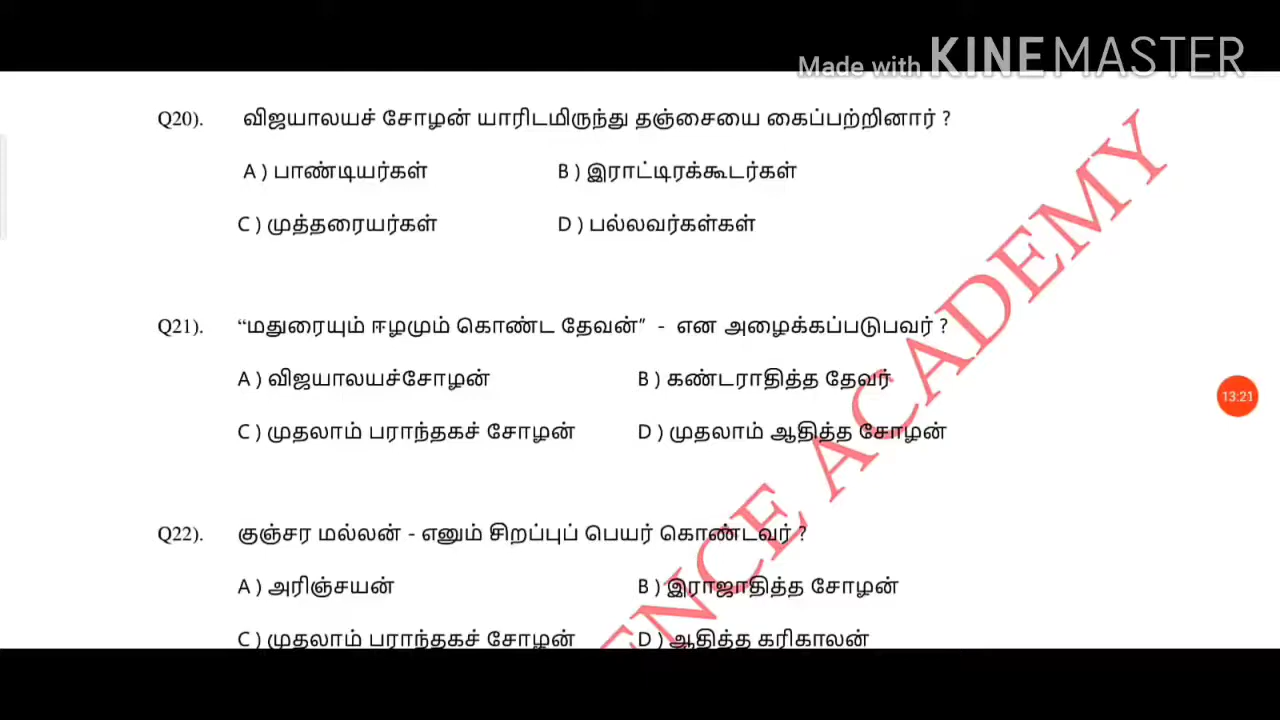 Made with KINEMASTER
Q20). விஜயாலயச் சோழன் யாரிடமிருந்து தஞ்சையை கைப்பற்றினார் ?
A ) பாண்டியர்கள் B ) இராட்டிரக்கூடர்கள்
C ) முத்தரையர்கள் D ) பல்லவர்கள்கள்
Q21). “மதுரையும் ஈழமும் கொண்ட தேவன்” - என அழைக்கப்படுபவர் ?
A ) விஜயாலயச்சோழன் B ) கண்டராதித்த தேவர்
13:21
C ) முதலாம் பராந்தகச் சோழன் D ) முதலாம் ஆதித்த சோழன்
Q22). குஞ்சர மல்லன் - எனும் சிறப்புப் பெயர் கொண்டவர் ?
A ) அரிஞ்சயன் B ) இராஜாதித்த சோழன்
C ) முதலாம் பராந்தகச் சோழன் D ) ஆதித்த கரிகாலன்
ENCE ACADEMY